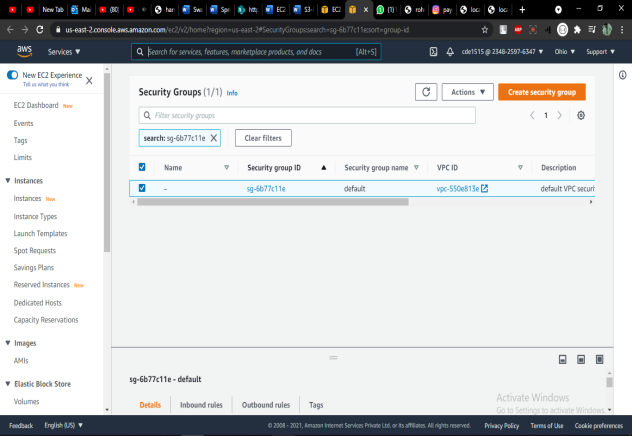 New Tab
Ma
(80)
har
Swa
Spr
http
EC2
S3-
EC2
(1)
roh
pay
loca
loca
us-east-2.console.aws.amazon.com/ec2/v2/home?region=us-east-2#SecurityGroups:search=sg-6b77c11e;sort=group-id
aws
Services ▼
Search for services, features, marketplace products, and docs
[Alt+S]
cde1515 @ 2348-2597-6347 ▼
Ohio ▼
Support ▼
New EC2 Experience
Tell us what you think
X
EC2 Dashboard New
Events
Tags
Limits
Instances
Instances New
Instance Types
Launch Templates
Spot Requests
Savings Plans
Reserved Instances New
Dedicated Hosts
Capacity Reservations
Images
AMIs
Elastic Block Store
Volumes
Security Groups (1/1) Info
Actions ▼
Create security group
Filter security groups
1
search: sg-6b77c11e X
Clear filters
Name
Security group ID
Security group name
VPC ID
Description
–
sg-6b77c11e
default
vpc-550e813e
default VPC securit
sg-6b77c11e - default
Details
Inbound rules
Outbound rules
Tags
Activate Windows
Go to Settings to activate Windows.
Feedback
English (US) ▼
© 2008 - 2021, Amazon Internet Services Private Ltd. or its affiliates. All rights reserved.
Privacy Policy
Terms of Use
Cookie preferences